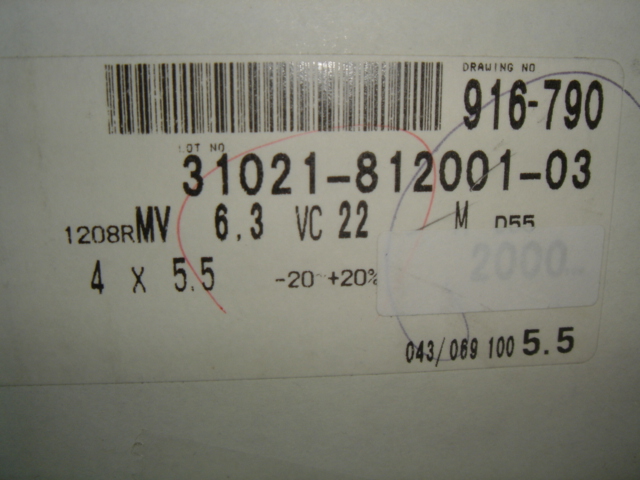 DRAWING NO
916-790
LOT NO
31021-812001-03
1208RMV 6.3 VC 22 M D55
4 X 5.5 -20~+20%
2000
043/069 100 5.5